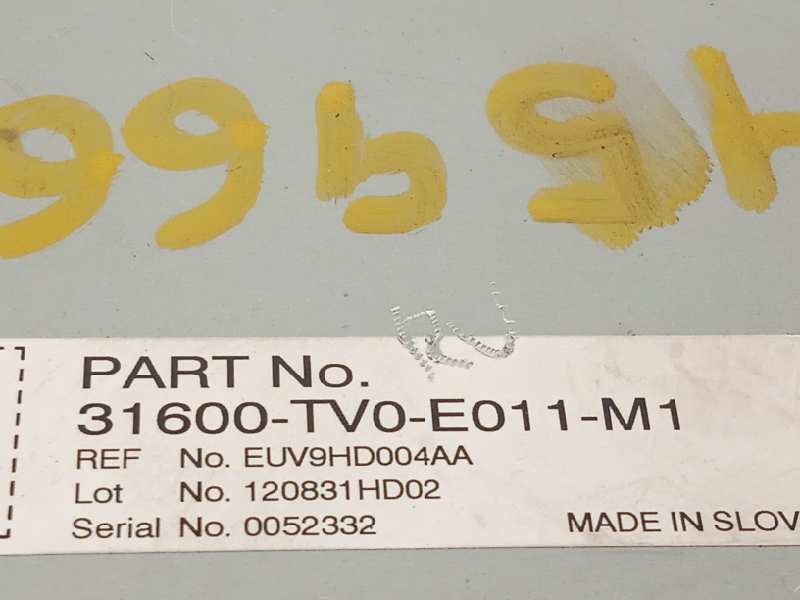 PART No.
31600-TV0-E011-M1
REF No. EUV9HD004AA
Lot No. 120831HD02
Serial No. 0052332
MADE IN SLOV